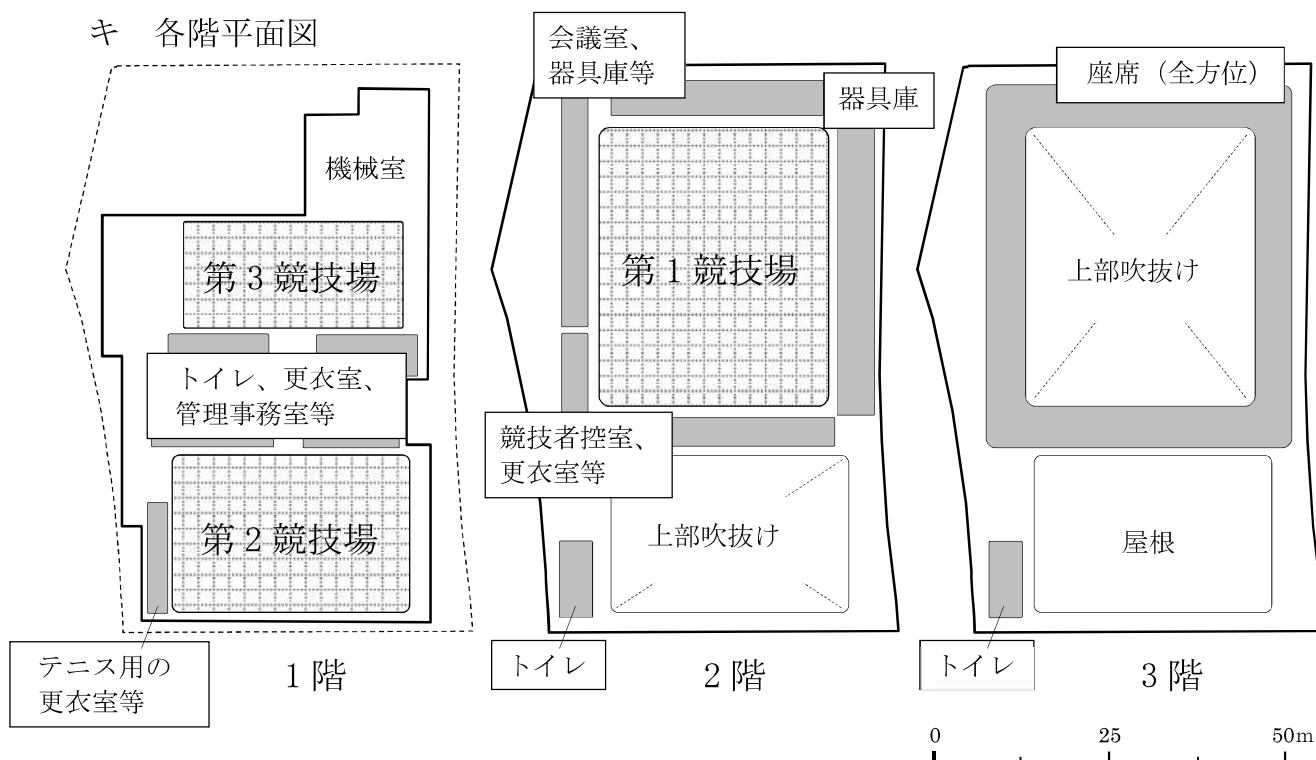 キ 各階平面図
機械室
第3競技場
トイレ、更衣室、
管理事務室等
第2競技場
テニス用の
更衣室等
1階
会議室、
器具庫等
器具庫
第1競技場
競技者控室、
更衣室等
上部吹抜け
トイレ
2階
座席（全方位）
上部吹抜け
屋根
トイレ
3階
0 25 50m